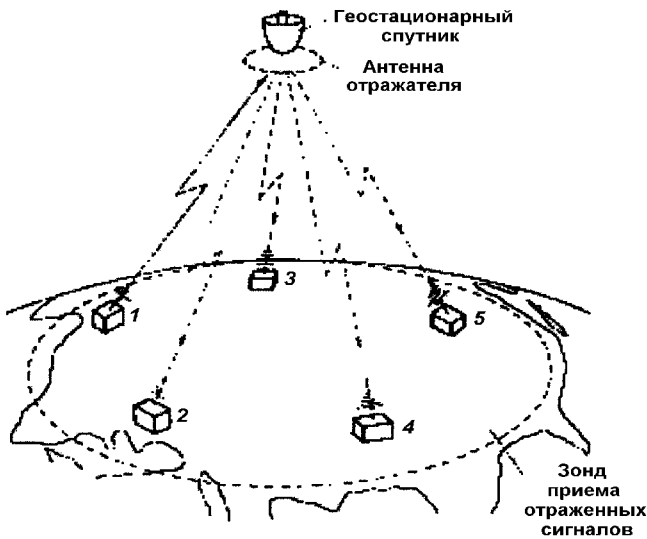 Геостационарный
спутник
Антенна
отражателя
3
1
5
2
4
Зонд
приема
отраженных
сигналов